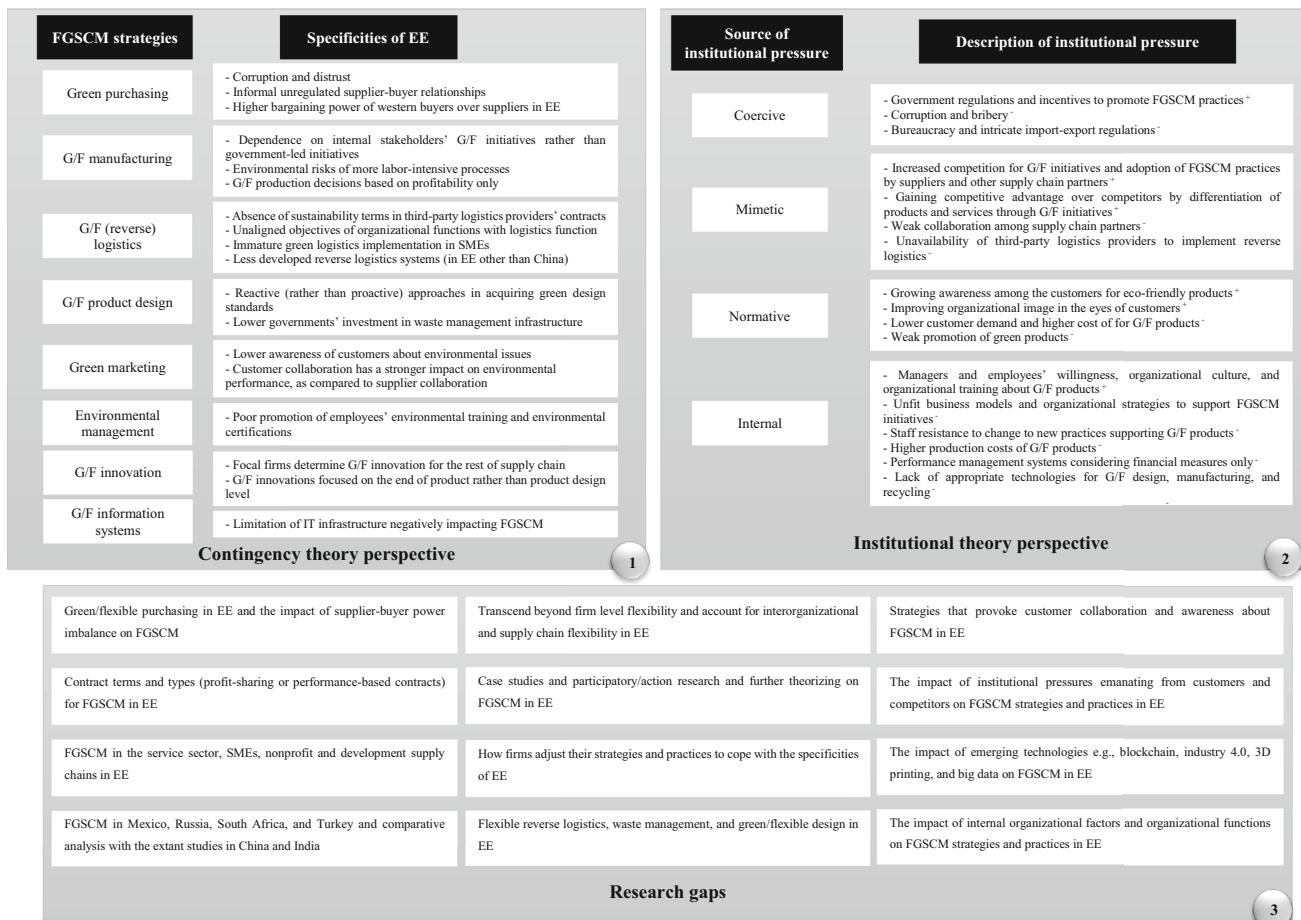 FGSCM strategies
Specificities of EE
Green purchasing
- Corruption and distrust
- Informal unregulated supplier-buyer relationships
- Higher bargaining power of western buyers over suppliers in EE
G/F manufacturing
- Dependence on internal stakeholders' G/F initiatives rather than
government-led initiatives
- Environmental risks of more labor-intensive processes
- G/F production decisions based on profitability only
G/F (reverse)
logistics
- Absence of sustainability terms in third-party logistics providers' contracts
- Unaligned objectives of organizational functions with logistics function
- Immature green logistics implementation in SMEs
- Less developed reverse logistics systems (in EE other than China)
G/F product design
- Reactive (rather than proactive) approaches in acquiring green design
standards
- Lower governments' investment in waste management infrastructure
Green marketing
- Lower awareness of customers about environmental issues
- Customer collaboration has a stronger impact on environmental
performance, as compared to supplier collaboration
Environmental
management
- Poor promotion of employees' environmental training and environmental
certifications
G/F innovation
- Focal firms determine G/F innovation for the rest of supply chain
- G/F innovations focused on the end of product rather than product design
level
G/F information
systems
- Limitation of IT infrastructure negatively impacting FGSCM
Contingency theory perspective
1
Source of
institutional pressure
Description of institutional pressure
Coercive
- Government regulations and incentives to promote FGSCM practices +
- Corruption and bribery -
- Bureaucracy and intricate import-export regulations -
Mimetic
- Increased competition for G/F initiatives and adoption of FGSCM practices
by suppliers and other supply chain partners +
- Gaining competitive advantage over competitors by differentiation of
products and services through G/F initiatives +
- Weak collaboration among supply chain partners -
- Unavailability of third-party logistics providers to implement reverse
logistics -
Normative
- Growing awareness among the customers for eco-friendly products +
- Improving organizational image in the eyes of customers +
- Lower customer demand and higher cost of for G/F products -
- Weak promotion of green products -
Internal
- Managers and employees' willingness, organizational culture, and
organizational training about G/F products +
- Unfit business models and organizational strategies to support FGSCM
initiatives -
- Staff resistance to change to new practices supporting G/F products -
- Higher production costs of G/F products -
- Performance management systems considering financial measures only -
- Lack of appropriate technologies for G/F design, manufacturing, and
recycling -
-
Institutional theory perspective
2
Green/flexible purchasing in EE and the impact of supplier-buyer power
imbalance on FGSCM
Transcend beyond firm level flexibility and account for interorganizational
and supply chain flexibility in EE
Strategies that provoke customer collaboration and awareness about
FGSCM in EE
Contract terms and types (profit-sharing or performance-based contracts)
for FGSCM in EE
Case studies and participatory/action research and further theorizing on
FGSCM in EE
The impact of institutional pressures emanating from customers and
competitors on FGSCM strategies and practices in EE
FGSCM in the service sector, SMEs, nonprofit and development supply
chains in EE
How firms adjust their strategies and practices to cope with the specificities
of EE
The impact of emerging technologies e.g., blockchain, industry 4.0, 3D
printing, and big data on FGSCM in EE
FGSCM in Mexico, Russia, South Africa, and Turkey and comparative
analysis with the extant studies in China and India
Flexible reverse logistics, waste management, and green/flexible design in
EE
The impact of internal organizational factors and organizational functions
on FGSCM strategies and practices in EE
Research gaps
3